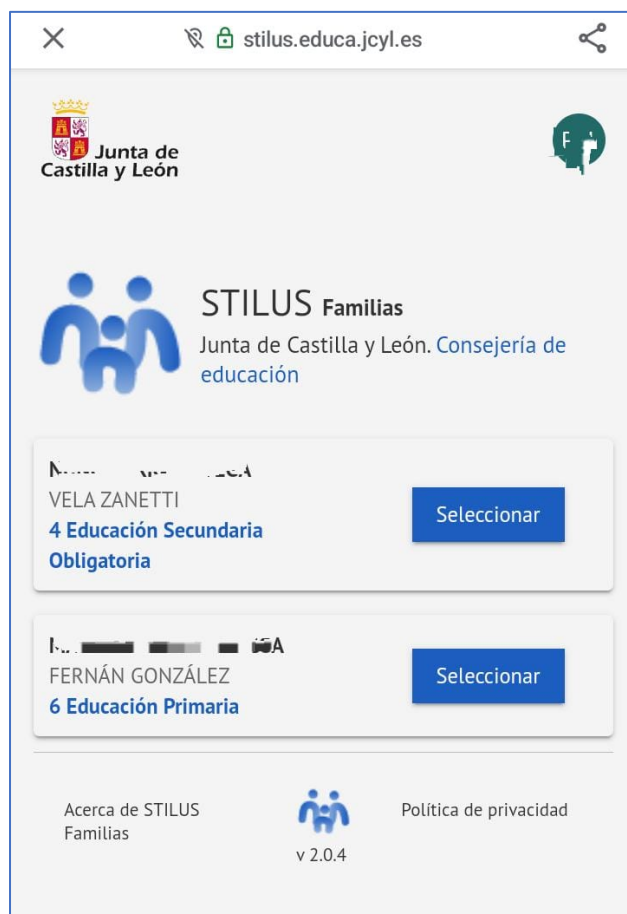 stilus.educa.jcyl.es
Junta de
Castilla y León
STILUS Familias
Junta de Castilla y León. Consejería de
educación
VELA ZANETTI
4 Educación Secundaria
Obligatoria
Seleccionar
FERNÁN GONZÁLEZ
6 Educación Primaria
Seleccionar
Acerca de STILUS
Familias
v 2.0.4
Política de privacidad